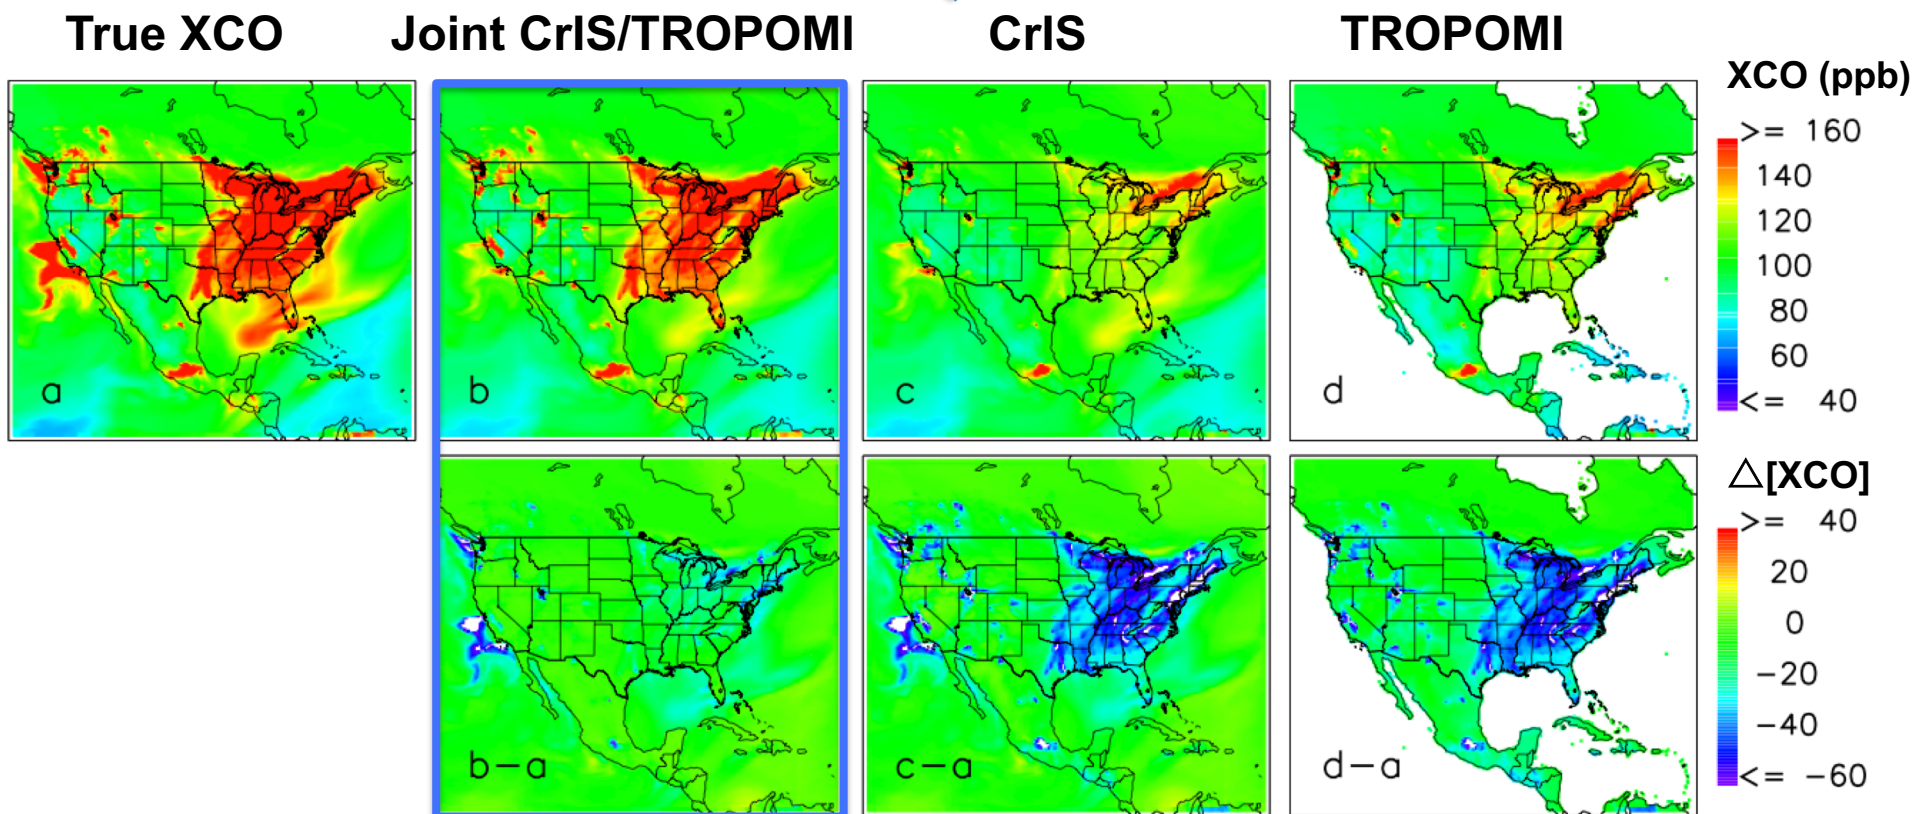 True XCO
Joint CrIS/TROPOMI
CrIS
TROPOMI
XCO (ppb)
>= 160
140
120
100
80
60
<= 40
a
b
c
d
△[XCO]
>= 40
20
0
−20
−40
<= −60
b−a
c−a
d−a